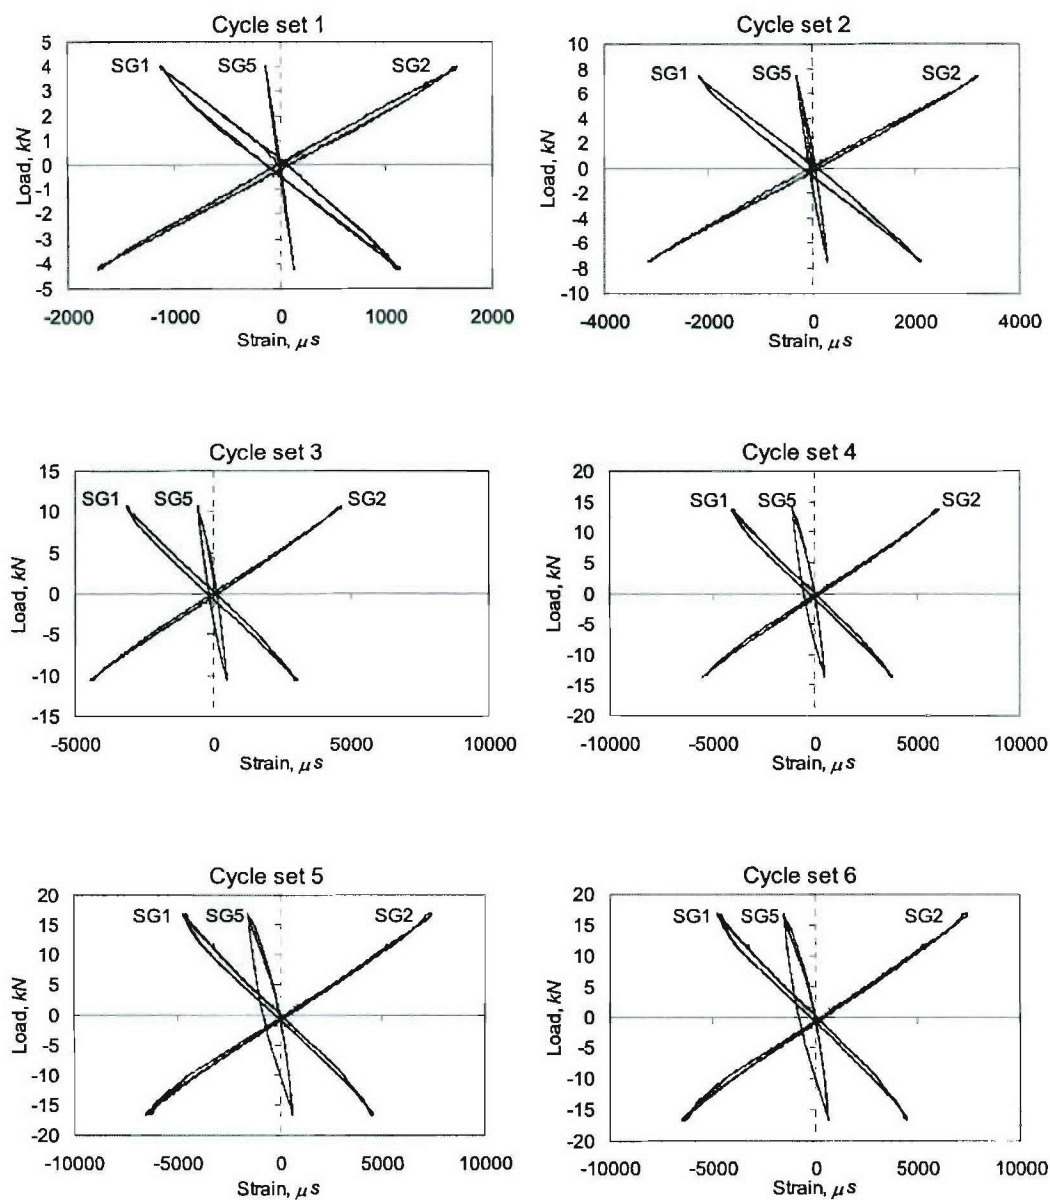 Cycle set 1
5
4
3
2
1
0
-1
-2
-3
-4
-5
Load, kN
SG1
SG5
SG2
-2000
-1000
0
1000
2000
Strain, μs
Cycle set 2
10
8
6
4
2
0
-2
-4
-6
-8
-10
Load, kN
SG1
SG5
SG2
-4000
-2000
0
2000
4000
Strain, μs
Cycle set 3
15
10
5
0
-5
-10
-15
Load, kN
SG1
SG5
SG2
-5000
0
5000
10000
Strain, μs
Cycle set 4
20
15
10
5
0
-5
-10
-15
-20
Load, kN
SG1
SG5
SG2
-10000
-5000
0
5000
10000
Strain, μs
Cycle set 5
20
15
10
5
0
-5
-10
-15
-20
Load, kN
SG1
SG5
SG2
-10000
-5000
0
5000
10000
Strain, μs
Cycle set 6
20
15
10
5
0
-5
-10
-15
-20
Load, kN
SG1
SG5
SG2
-10000
-5000
0
5000
10000
Strain, μs